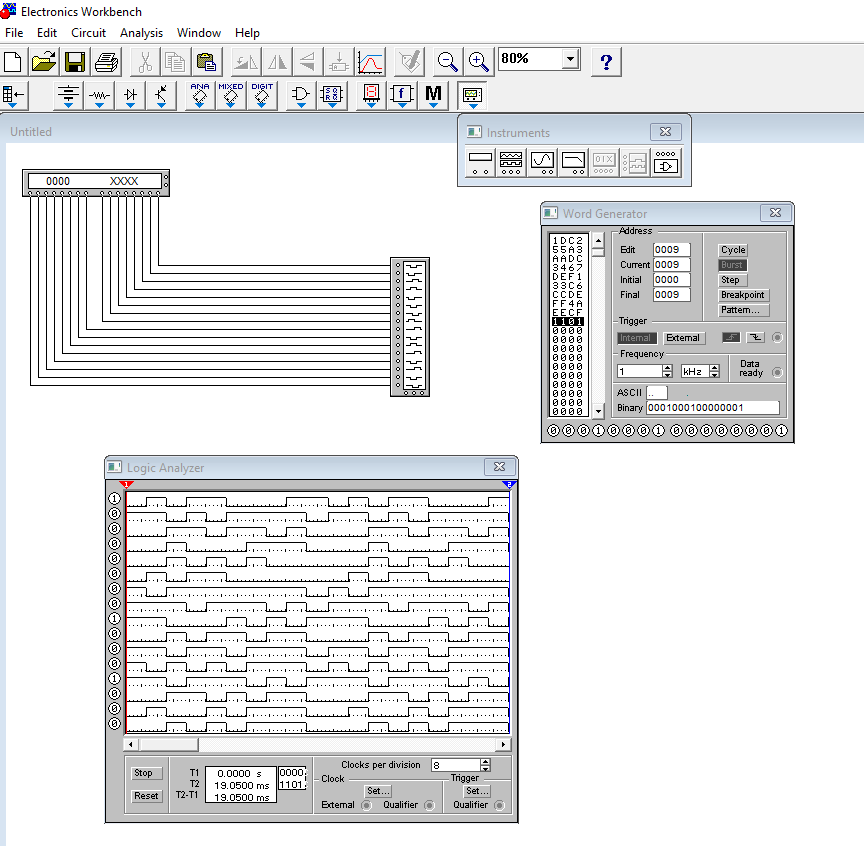 Electronics Workbench
File Edit Circuit Analysis Window Help
80% ?
ANA MIXED DIGIT M
Untitled
Instruments
0000 XXXX
Word Generator
1DC2
55A3
AADC
3467
DEF1
33C6
CCDE
FF4A
EECF
1101
0000
0000
0000
0000
0000
0000
0000
0000
0000
0000
Address
Edit 0009
Current 0009
Initial 0000
Final 0009
Cycle
Burst
Step
Breakpoint
Pattern...
Trigger
Internal External
Frequency
1 kHz
Data
ready
ASCII ..
Binary 0001000100000001
0 0 0 1 0 0 0 1 0 0 0 0 0 0 0 1
Logic Analyzer
1 2
1
0
0
0
0
0
0
0
1
0
0
0
1
0
0
0
Stop
Reset
T1 0.0000 s 0000
T2 19.0500 ms 1101
T2-T1 19.0500 ms
Clocks per division 8
Clock
Set...
External Qualifier
Trigger
Set...
Qualifier